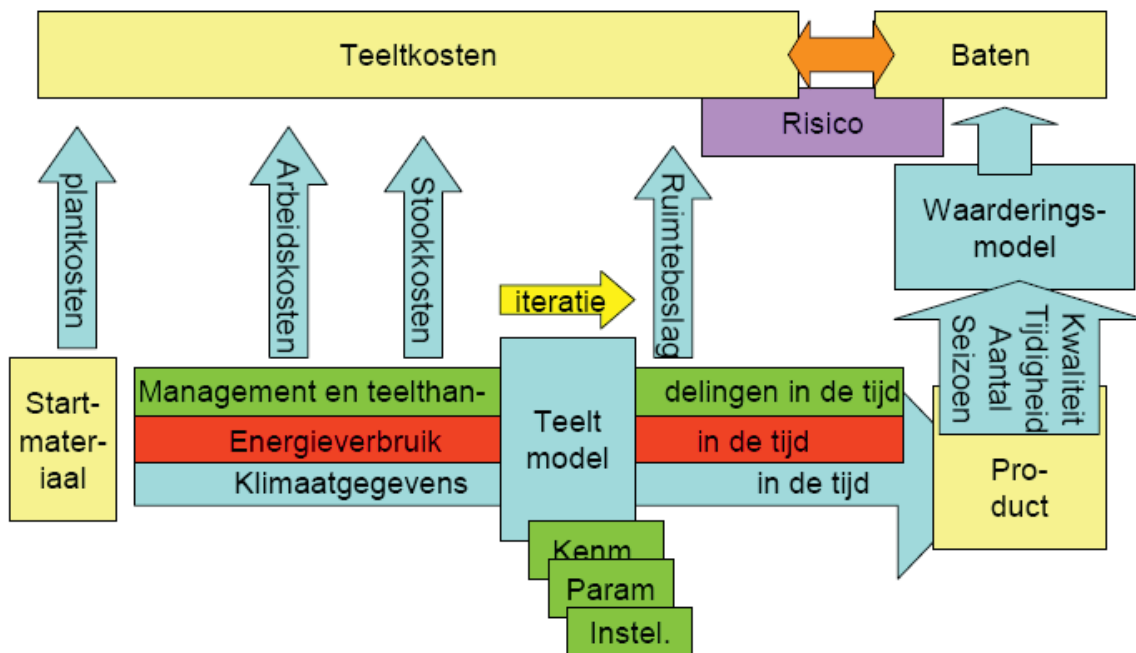 Teeltkosten
Baten
Risico
plantkosten
Arbeidskosten
Stookkosten
Ruimtebeslag
Waarderings-
model
iteratie
Kwaliteit
Tijdigheid
Aantal
Seizoen
Start-
mater-
iaal
Management en teelthan-
delingen in de tijd
Energieverbruik
in de tijd
Klimaatgegevens
in de tijd
Teelt
model
Pro-
duct
Kenm
Param
Instel.